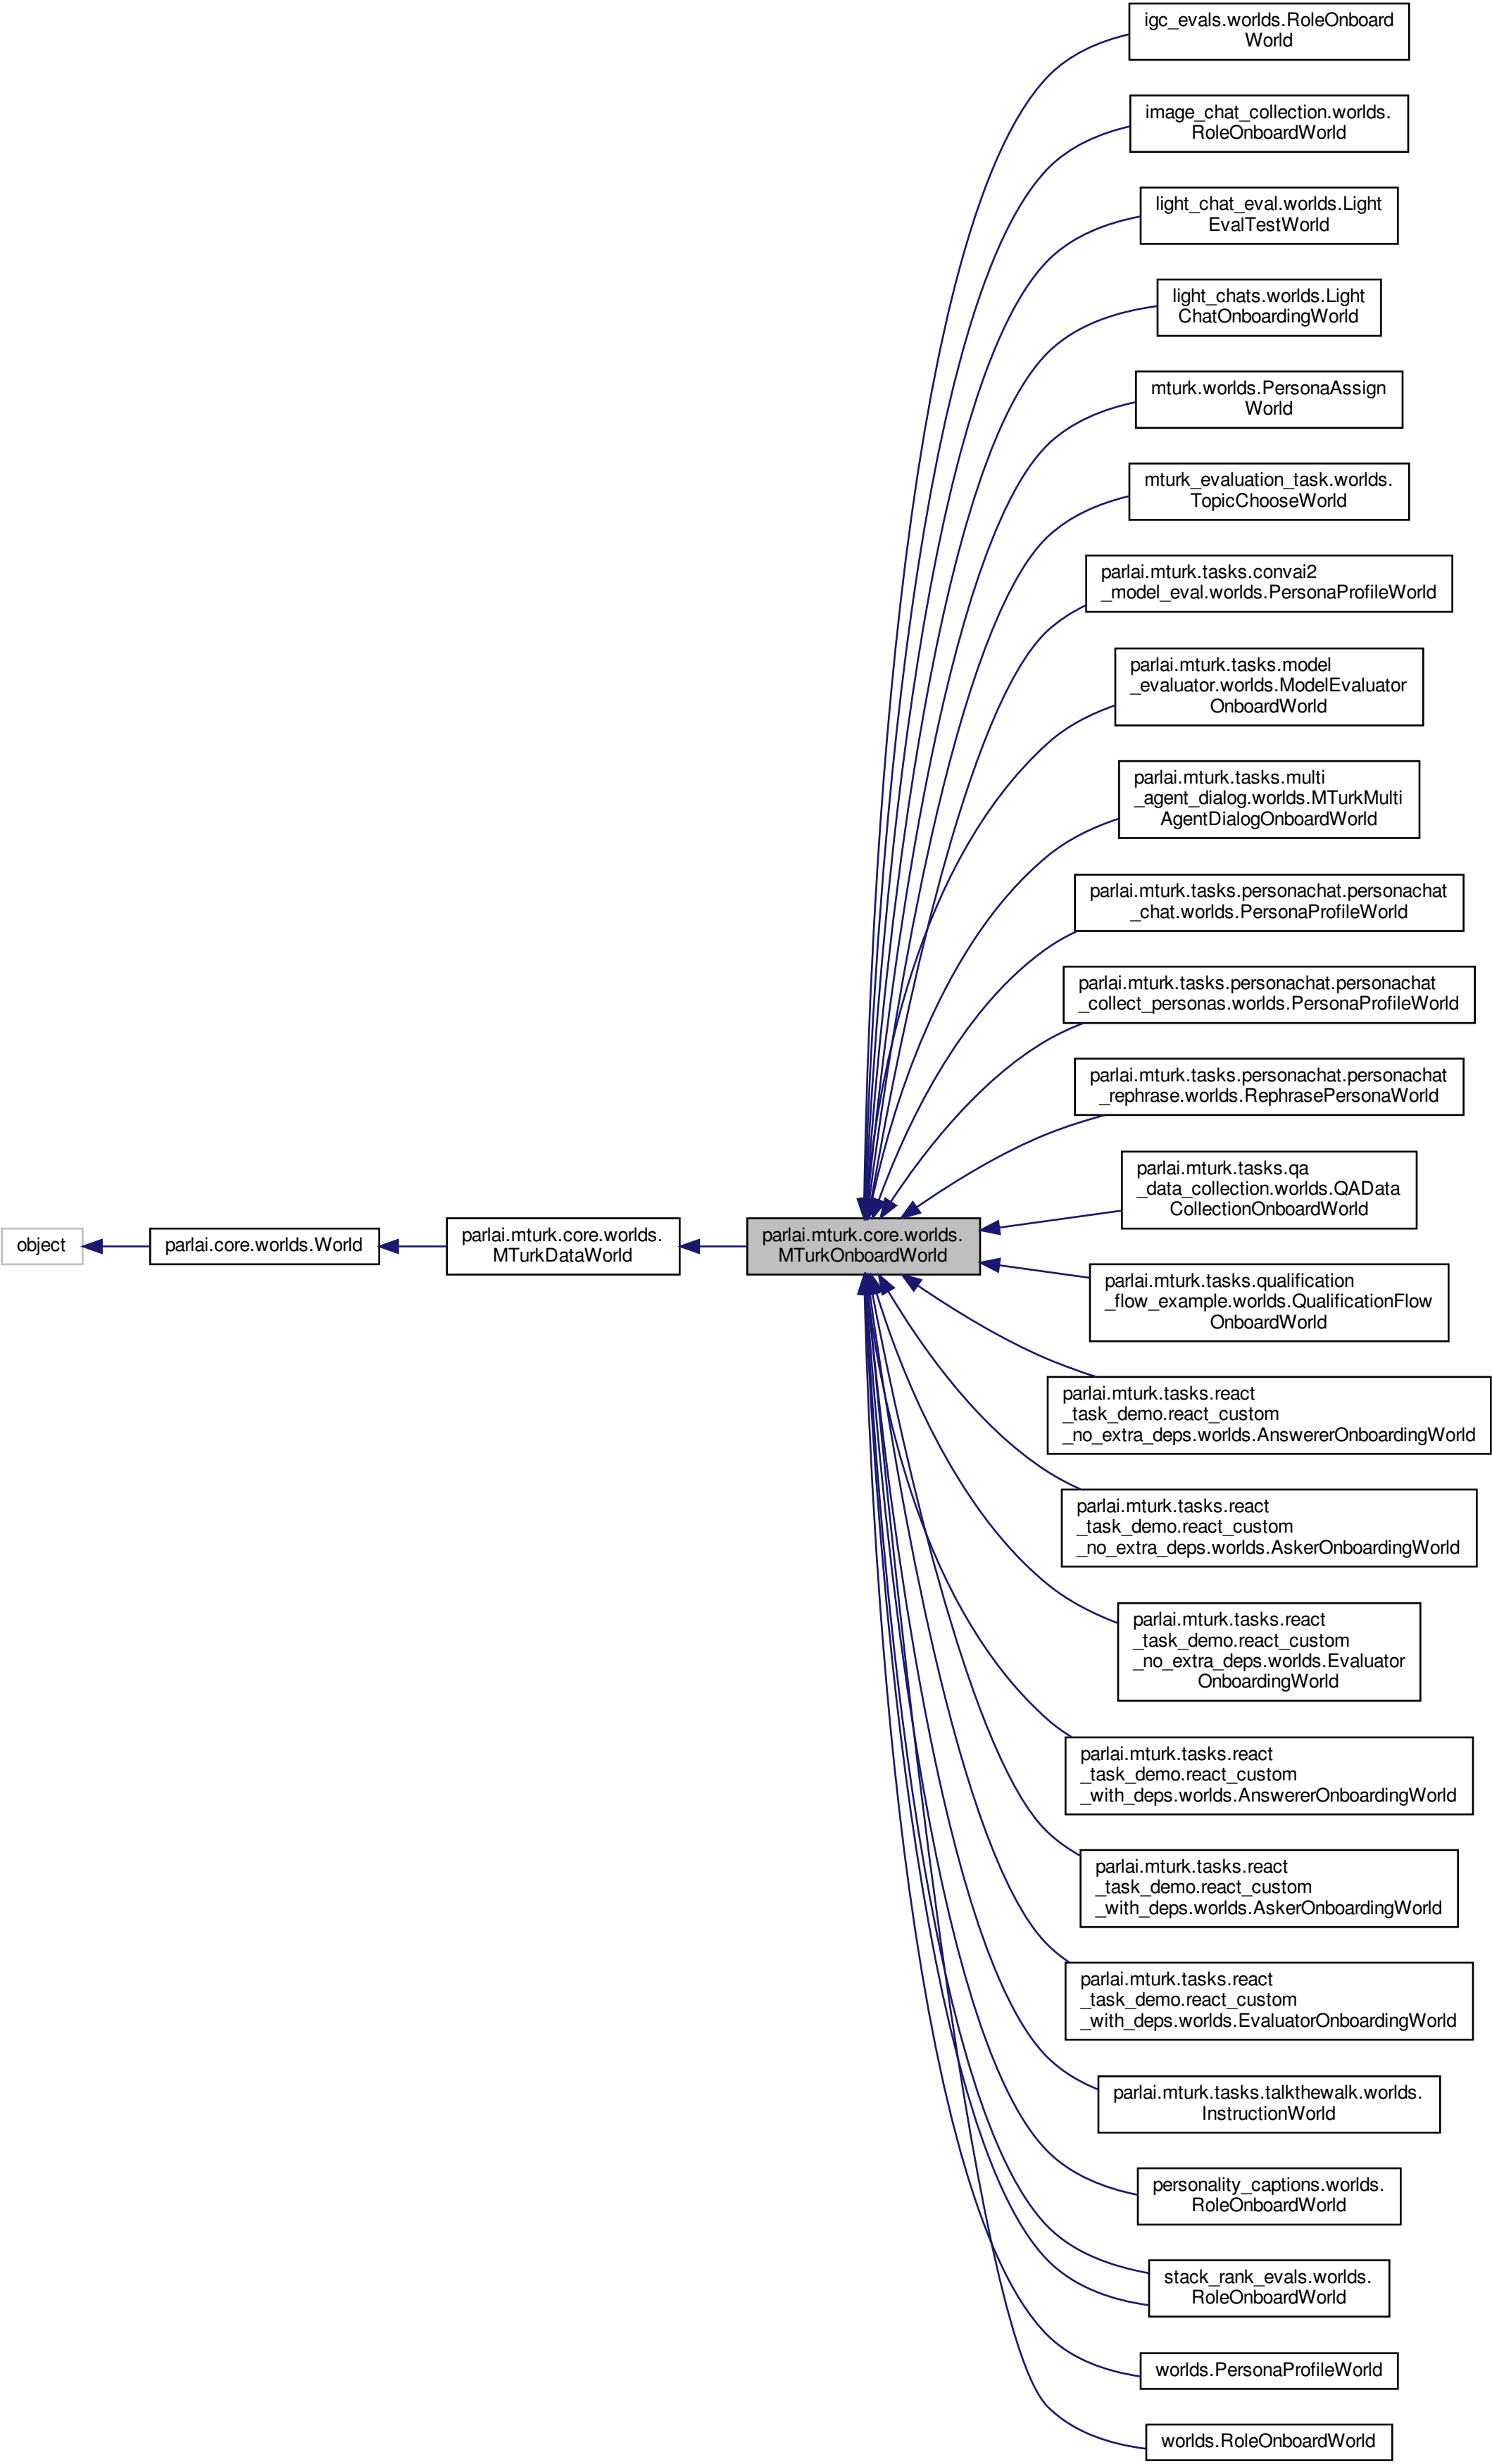 igc_evals.worlds.RoleOnboard
World
image_chat_collection.worlds.
RoleOnboardWorld
light_chat_eval.worlds.Light
EvalTestWorld
light_chats.worlds.Light
ChatOnboardingWorld
mturk.worlds.PersonaAssign
World
mturk_evaluation_task.worlds.
TopicChooseWorld
parlai.mturk.tasks.convai2
_model_eval.worlds.PersonaProfileWorld
parlai.mturk.tasks.model
_evaluator.worlds.ModelEvaluator
OnboardWorld
parlai.mturk.tasks.multi
_agent_dialog.worlds.MTurkMulti
AgentDialogOnboardWorld
parlai.mturk.tasks.personachat.personachat
_chat.worlds.PersonaProfileWorld
parlai.mturk.tasks.personachat.personachat
_collect_personas.worlds.PersonaProfileWorld
parlai.mturk.tasks.personachat.personachat
_rephrase.worlds.RephrasePersonaWorld
parlai.mturk.tasks.qa
_data_collection.worlds.QAData
CollectionOnboardWorld
object
parlai.core.worlds.World
parlai.mturk.core.worlds.
MTurkDataWorld
parlai.mturk.core.worlds.
MTurkOnboardWorld
parlai.mturk.tasks.qualification
_flow_example.worlds.QualificationFlow
OnboardWorld
parlai.mturk.tasks.react
_task_demo.react_custom
_no_extra_deps.worlds.AnswererOnboardingWorld
parlai.mturk.tasks.react
_task_demo.react_custom
_no_extra_deps.worlds.AskerOnboardingWorld
parlai.mturk.tasks.react
_task_demo.react_custom
_no_extra_deps.worlds.Evaluator
OnboardingWorld
parlai.mturk.tasks.react
_task_demo.react_custom
_with_deps.worlds.AnswererOnboardingWorld
parlai.mturk.tasks.react
_task_demo.react_custom
_with_deps.worlds.AskerOnboardingWorld
parlai.mturk.tasks.react
_task_demo.react_custom
_with_deps.worlds.EvaluatorOnboardingWorld
parlai.mturk.tasks.talkthewalk.worlds.
InstructionWorld
personality_captions.worlds.
RoleOnboardWorld
stack_rank_evals.worlds.
RoleOnboardWorld
worlds.PersonaProfileWorld
worlds.RoleOnboardWorld